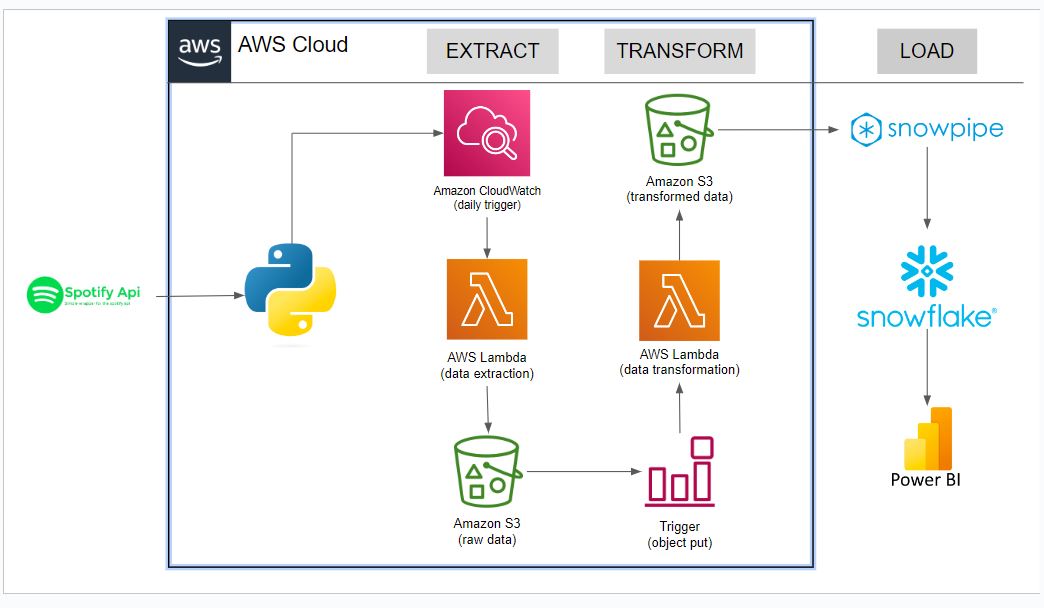 aws
AWS Cloud
EXTRACT
TRANSFORM
LOAD
Amazon CloudWatch
(daily trigger)
Amazon S3
(transformed data)
snowpipe
Spotify Api
AWS Lambda
(data extraction)
AWS Lambda
(data transformation)
snowflake®
Amazon S3
(raw data)
Trigger
(object put)
Power BI